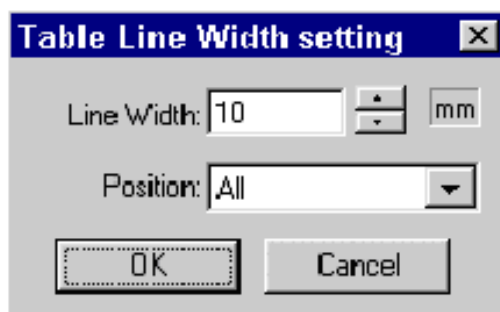 Table Line Width setting
Line Width: 10 mm
Position: All
OK Cancel